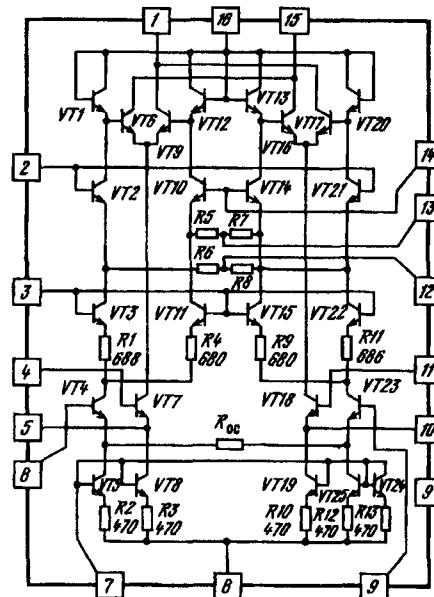 1 16 15
VT1 VT6 VT12 VT13 VT17 VT20
VT9 VT16
14
2 VT2 VT10 VT14 VT21
13
R5 R7
R6
R8
12
3 VT3 VT11 VT15 VT22
R1 688 R4 680 R9 680 R11 686
4 11
VT4 VT7 VT18 VT23
5 Rос 10
8
VT5 VT8 VT19 VT25 VT24
9
R2 470 R3 470 R10 470 R12 470 R13 470
7 8 9